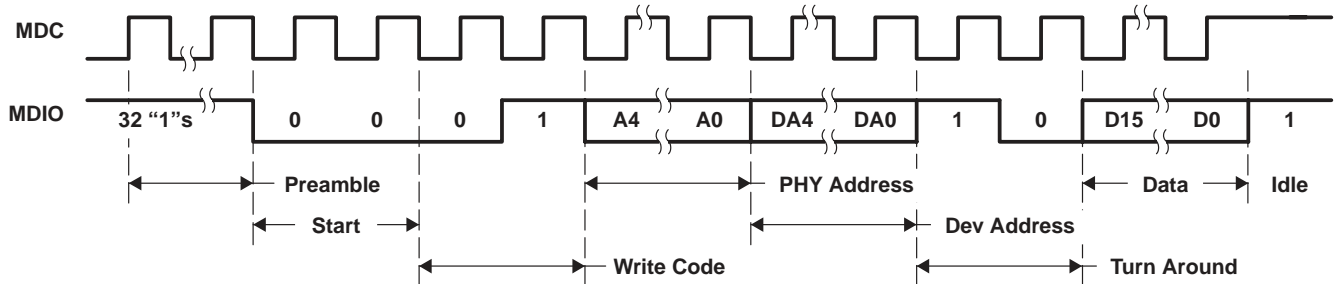 MDC
MDIO
32 “1”s 0 0 0 1 A4 A0 DA4 DA0 1 0 D15 D0 1
Preamble PHY Address Data Idle
Start Dev Address
Write Code Turn Around